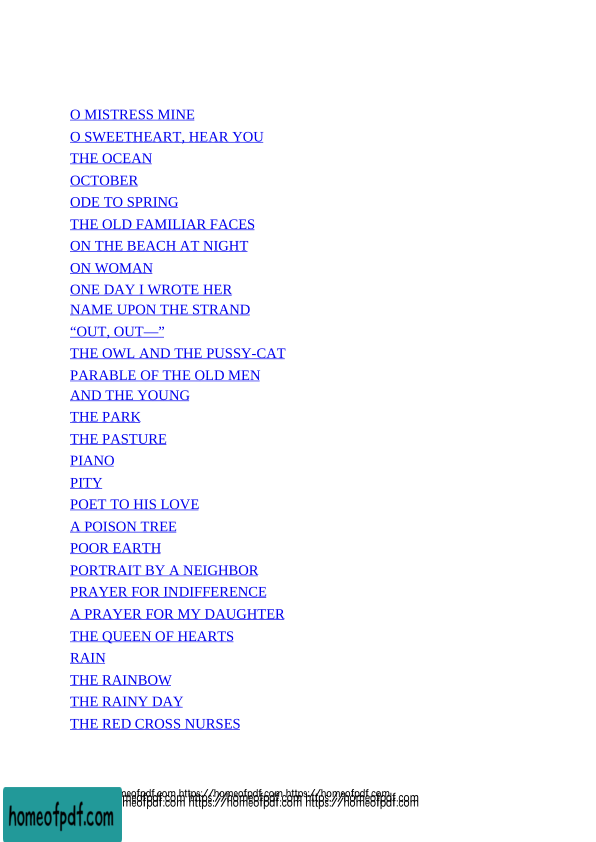 O MISTRESS MINE
O SWEETHEART, HEAR YOU
THE OCEAN
OCTOBER
ODE TO SPRING
THE OLD FAMILIAR FACES
ON THE BEACH AT NIGHT
ON WOMAN
ONE DAY I WROTE HER
NAME UPON THE STRAND
“OUT, OUT—”
THE OWL AND THE PUSSY-CAT
PARABLE OF THE OLD MEN
AND THE YOUNG
THE PARK
THE PASTURE
PIANO
PITY
POET TO HIS LOVE
A POISON TREE
POOR EARTH
PORTRAIT BY A NEIGHBOR
PRAYER FOR INDIFFERENCE
A PRAYER FOR MY DAUGHTER
THE QUEEN OF HEARTS
RAIN
THE RAINBOW
THE RAINY DAY
THE RED CROSS NURSES
https://homeofpdf.com https://homeofpdf.com
https://homeofpdf.com https://homeofpdf.com
homeofpdf.com